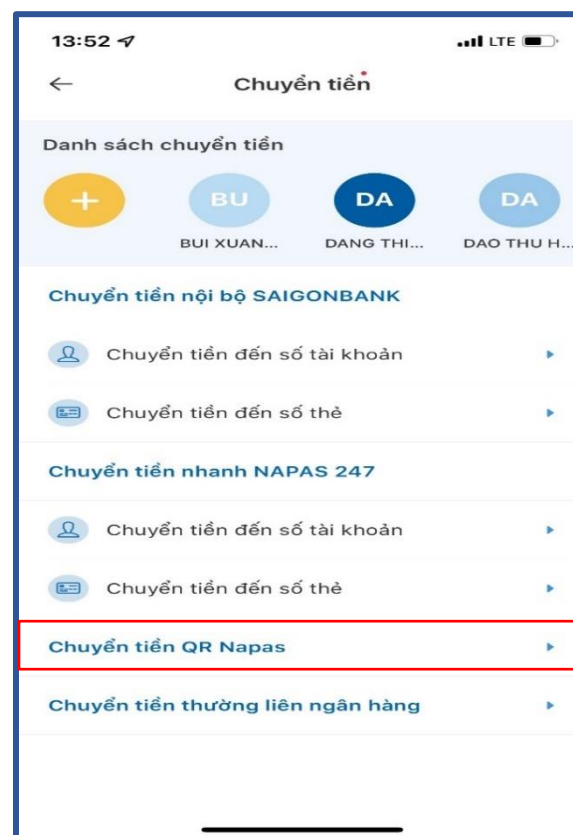 13:52 LTE
Chuyển tiền
Danh sách chuyển tiền
+ BU DA DA
BUI XUAN... DANG THI... DAO THU H...
Chuyển tiền nội bộ SAIGONBANK
Chuyển tiền đến số tài khoản
Chuyển tiền đến số thẻ
Chuyển tiền nhanh NAPAS 247
Chuyển tiền đến số tài khoản
Chuyển tiền đến số thẻ
Chuyển tiền QR Napas
Chuyển tiền thường liên ngân hàng